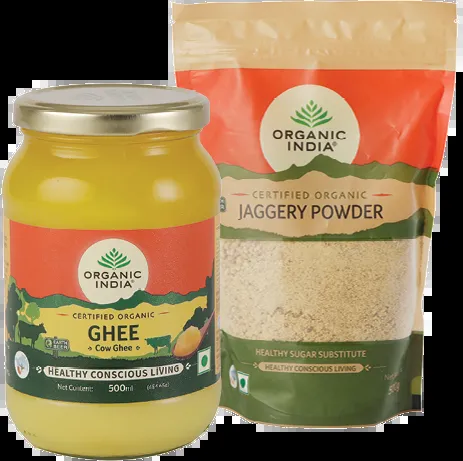 ORGANIC
INDIA®
CERTIFIED ORGANIC
GHEE
Cow Ghee
HEALTHY CONSCIOUS LIVING
Net Content: 500ml
ORGANIC
INDIA®
CERTIFIED ORGANIC
JAGGERY POWDER
HEALTHY SUGAR SUBSTITUTE
HEALTHY CONSCIOUS LIVING